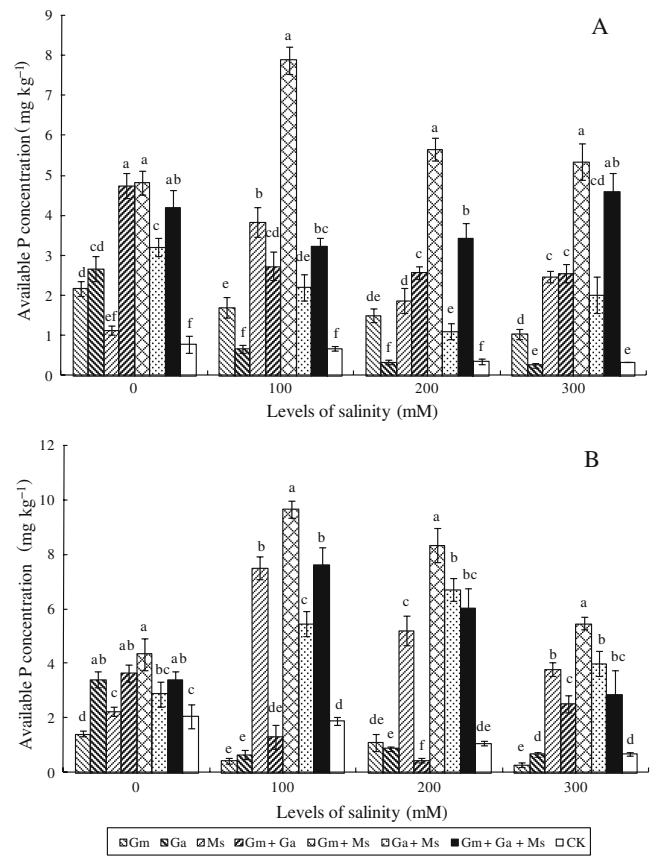 A
Available P concentration (mg kg⁻¹)
9
8
7
6
5
4
3
2
1
0
d cd ef a a c ab f
e f b cd a de bc f
de f d c a e b f
d e c c a cd ab e
0 100 200 300
Levels of salinity (mM)
B
Available P concentration (mg kg⁻¹)
12
10
8
6
4
2
0
d ab c ab a bc ab c
e e b de a c b d
de e c f a b bc de
e d b c a b bc d
0 100 200 300
Levels of salinity (mM)
Gm Ga Ms Gm + Ga Gm + Ms Ga + Ms Gm + Ga + Ms CK